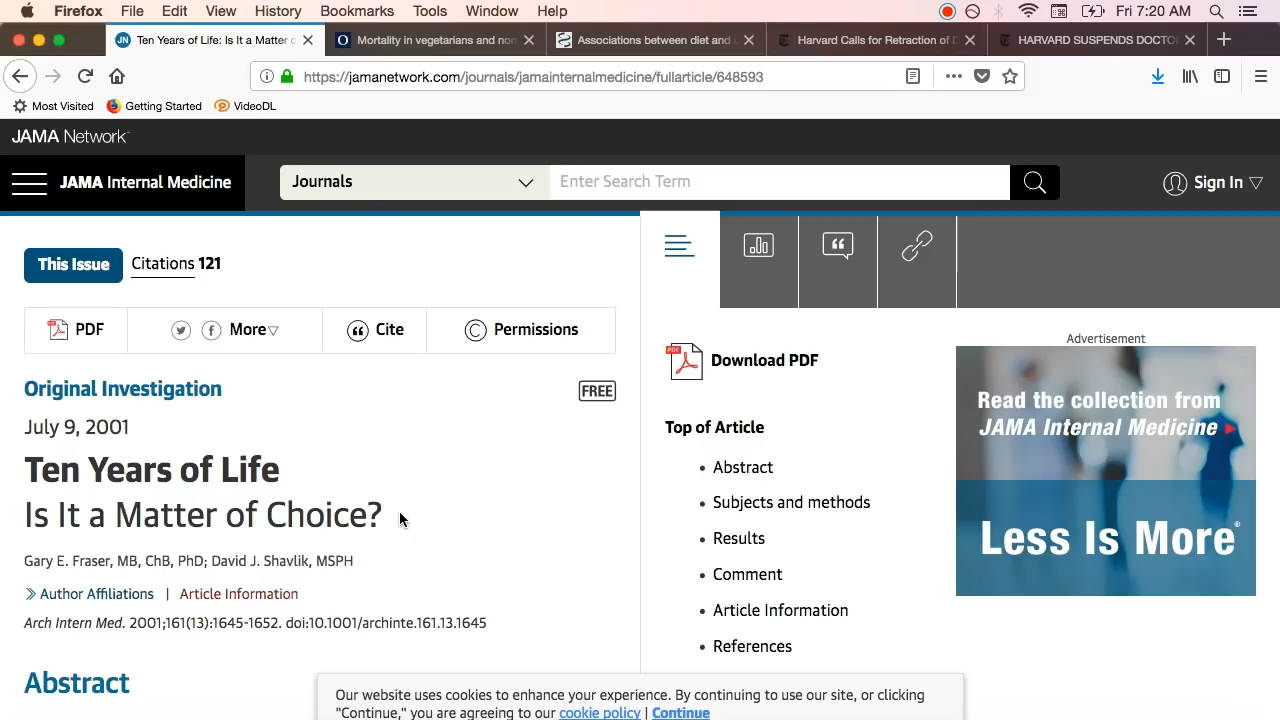 Firefox File Edit View History Bookmarks Tools Window Help Fri 7:20 AM
JN Ten Years of Life: Is It a Matter o Mortality in vegetarians and non Associations between diet and Harvard Calls for Retraction of D HARVARD SUSPENDS DOCTO
https://jamanetwork.com/journals/jamainternalmedicine/fullarticle/648593
Most Visited Getting Started VideoDL
JAMA Network
JAMA Internal Medicine Journals Enter Search Term Sign In
This Issue Citations 121
PDF More Cite Permissions
Original Investigation FREE
July 9, 2001
Ten Years of Life
Is It a Matter of Choice?
Gary E. Fraser, MB, ChB, PhD; David J. Shavlik, MSPH
Author Affiliations | Article Information
Arch Intern Med. 2001;161(13):1645-1652. doi:10.1001/archinte.161.13.1645
Abstract
PDF Download PDF
Top of Article
• Abstract
• Subjects and methods
• Results
• Comment
• Article Information
• References
Advertisement
Read the collection from
JAMA Internal Medicine
Less Is More®
Our website uses cookies to enhance your experience. By continuing to use our site, or clicking
"Continue," you are agreeing to our cookie policy | Continue